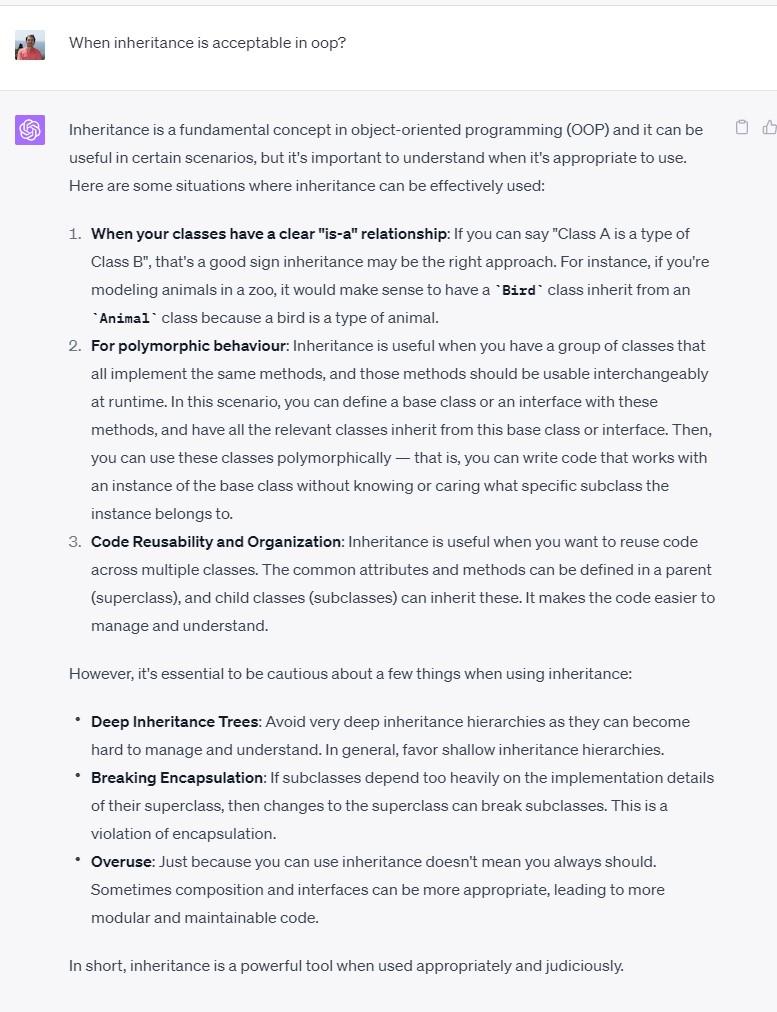 When inheritance is acceptable in oop?
Inheritance is a fundamental concept in object-oriented programming (OOP) and it can be
useful in certain scenarios, but it's important to understand when it's appropriate to use.
Here are some situations where inheritance can be effectively used:
1. When your classes have a clear "is-a" relationship: If you can say "Class A is a type of
Class B", that's a good sign inheritance may be the right approach. For instance, if you're
modeling animals in a zoo, it would make sense to have a `Bird` class inherit from an
`Animal` class because a bird is a type of animal.
2. For polymorphic behaviour: Inheritance is useful when you have a group of classes that
all implement the same methods, and those methods should be usable interchangeably
at runtime. In this scenario, you can define a base class or an interface with these
methods, and have all the relevant classes inherit from this base class or interface. Then,
you can use these classes polymorphically — that is, you can write code that works with
an instance of the base class without knowing or caring what specific subclass the
instance belongs to.
3. Code Reusability and Organization: Inheritance is useful when you want to reuse code
across multiple classes. The common attributes and methods can be defined in a parent
(superclass), and child classes (subclasses) can inherit these. It makes the code easier to
manage and understand.
However, it's essential to be cautious about a few things when using inheritance:
• Deep Inheritance Trees: Avoid very deep inheritance hierarchies as they can become
hard to manage and understand. In general, favor shallow inheritance hierarchies.
• Breaking Encapsulation: If subclasses depend too heavily on the implementation details
of their superclass, then changes to the superclass can break subclasses. This is a
violation of encapsulation.
• Overuse: Just because you can use inheritance doesn't mean you always should.
Sometimes composition and interfaces can be more appropriate, leading to more
modular and maintainable code.
In short, inheritance is a powerful tool when used appropriately and judiciously.